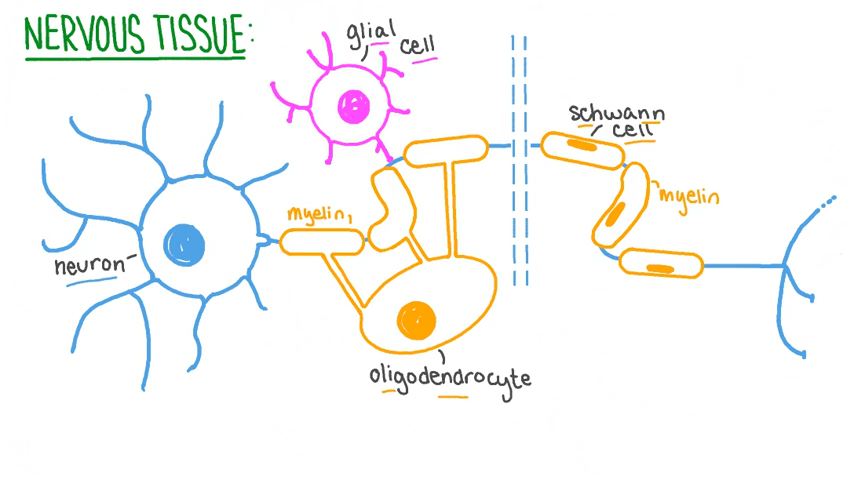 NERVOUS TISSUE:
glial
cell
schwann
cell
myelin
myelin
neuron
oligodendrocyte